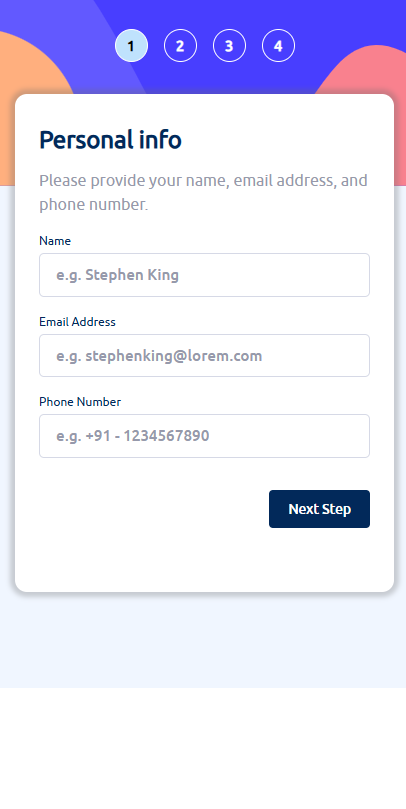 1 2 3 4
Personal info
Please provide your name, email address, and
phone number.
Name
e.g. Stephen King
Email Address
e.g. stephenking@lorem.com
Phone Number
e.g. +91 - 1234567890
Next Step